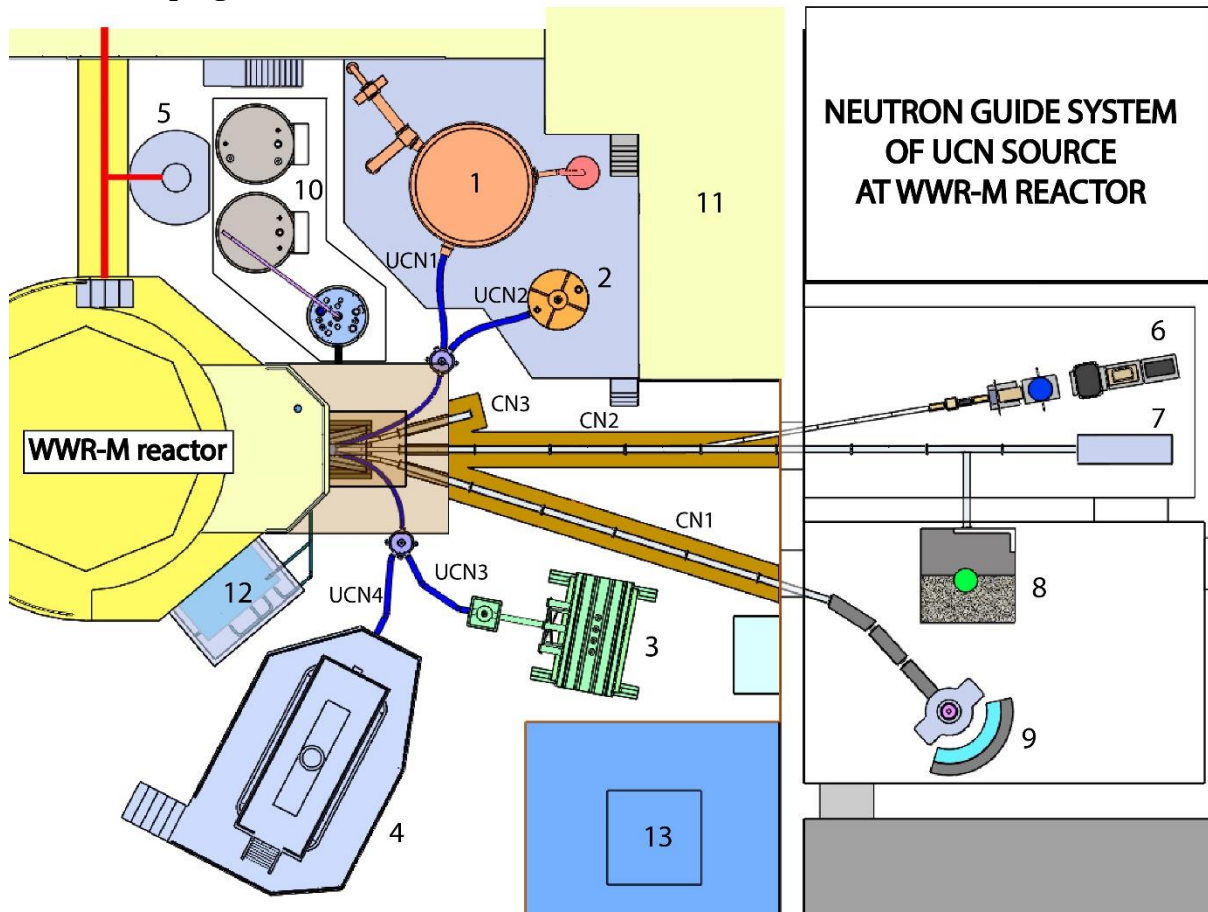 NEUTRON GUIDE SYSTEM
OF UCN SOURCE
AT WWR-M REACTOR
5
10
1
11
UCN1
UCN2
2
6
CN3
CN2
7
WWR-M reactor
CN1
UCN3
UCN4
12
8
3
9
4
13